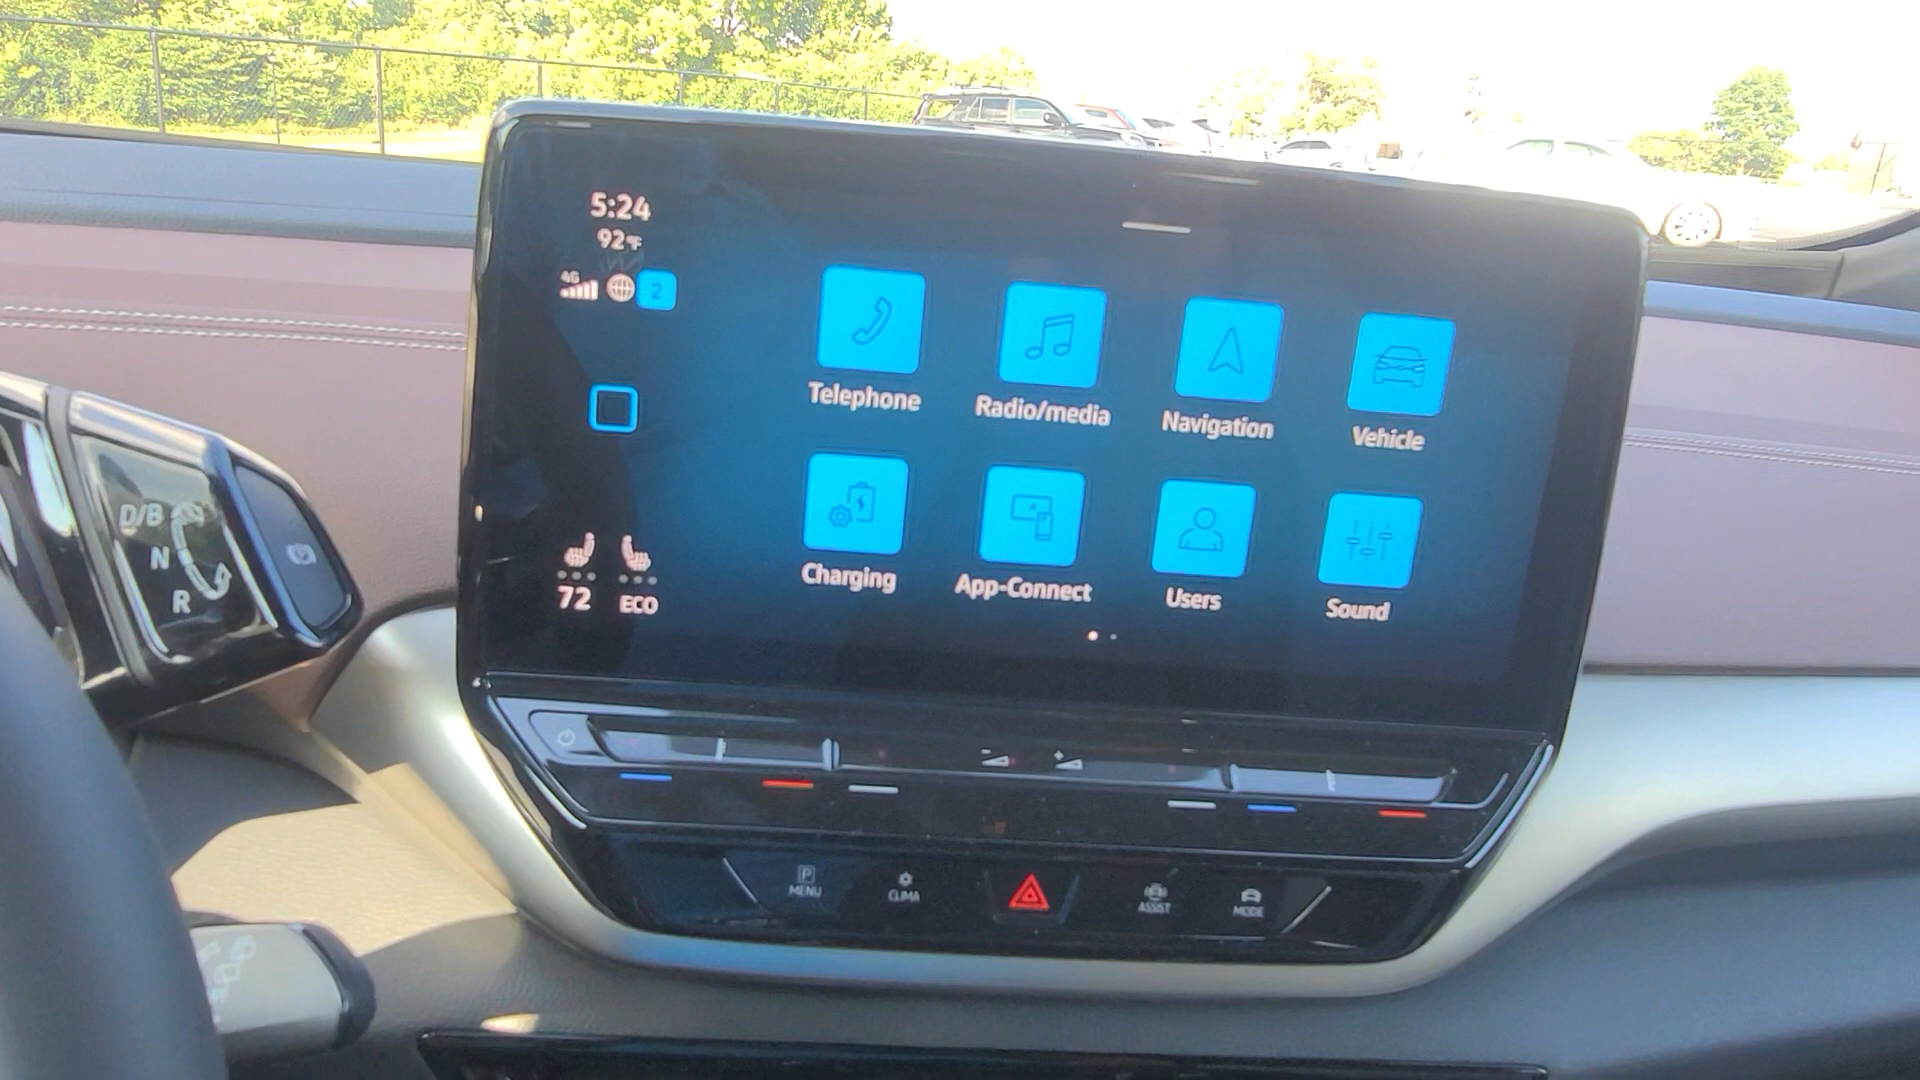 5:24
92°F
4G
2
Telephone
Radio/media
Navigation
Vehicle
Charging
App-Connect
Users
Sound
72
ECO
D/B
N
R
P
MENU
CLIMA
ASSIST
MODE